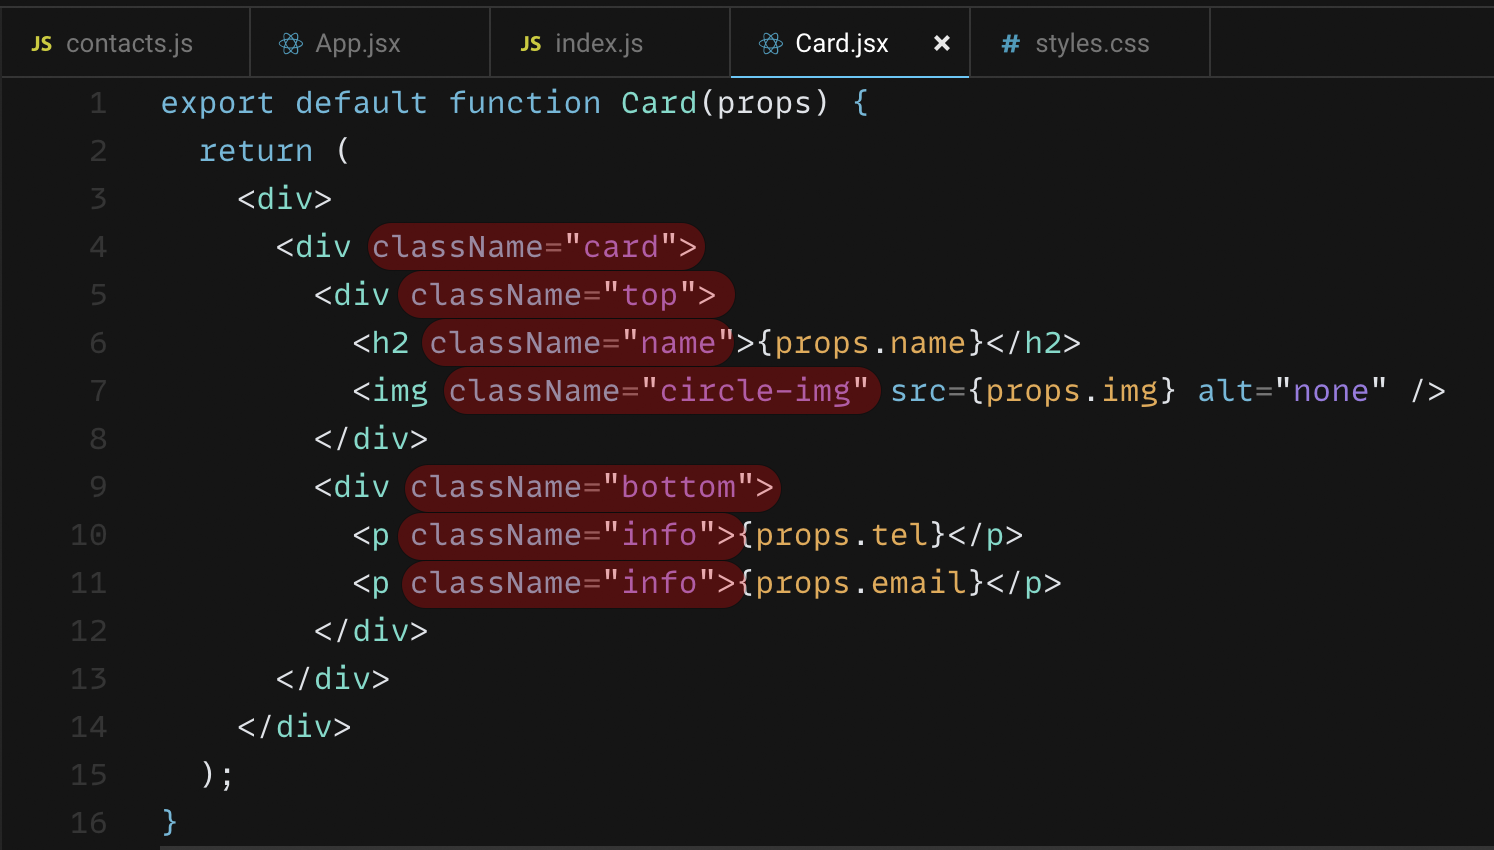 JS contacts.js App.jsx JS index.js Card.jsx × # styles.css
1 export default function Card(props) {
2   return (
3     <div>
4       <div className="card">
5         <div className="top">
6           <h2 className="name">{props.name}</h2>
7           <img className="circle-img" src={props.img} alt="none" />
8         </div>
9         <div className="bottom">
10           <p className="info">{props.tel}</p>
11           <p className="info">{props.email}</p>
12         </div>
13       </div>
14     </div>
15   );
16 }